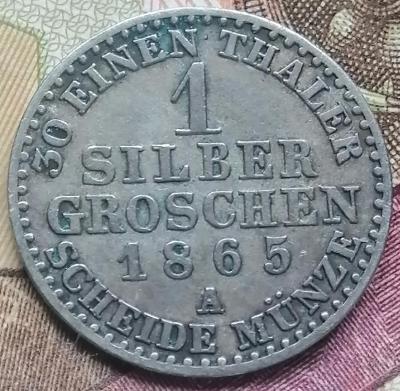 30 EINEN THALER
1
SILBER
GROSCHEN
1865
A
SCHEIDE MÜNZE